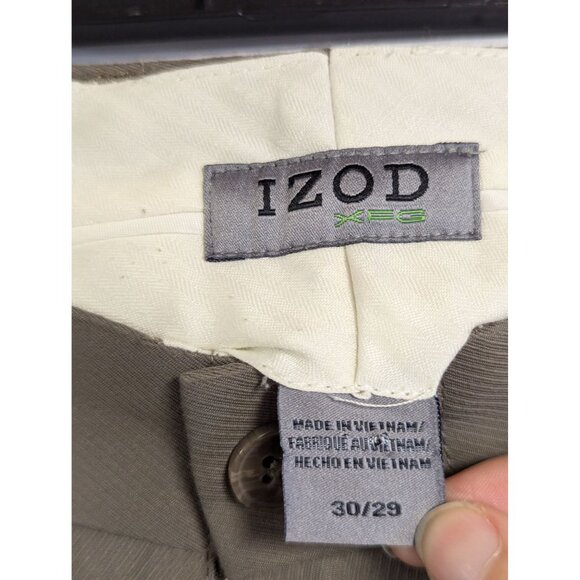 IZOD
XFG
MADE IN VIETNAM/
FABRIQUÉ AU VIETNAM/
HECHO EN VIETNAM
30/29